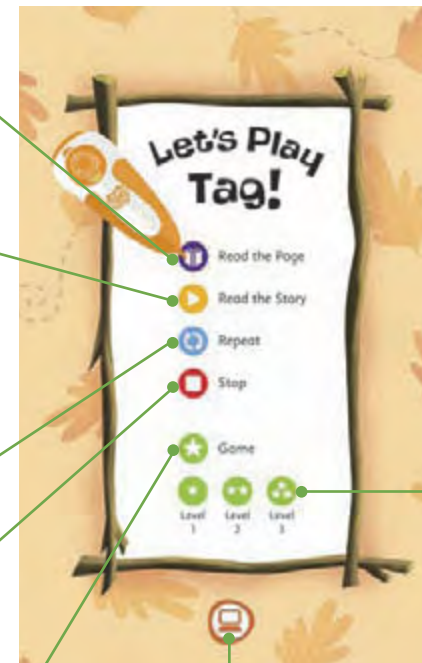 Let's Play
Tag!
Read the Page
Read the Story
Repeat
Stop
Game
Level Level Level
1 2 3